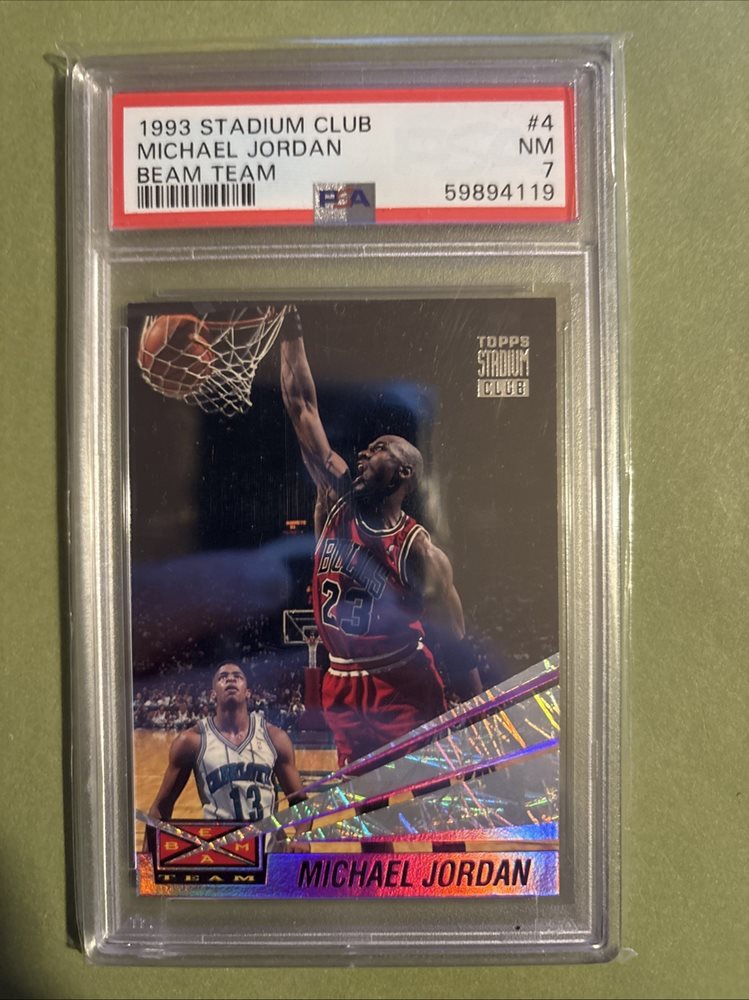 1993 STADIUM CLUB #4
MICHAEL JORDAN NM
BEAM TEAM 7
59894119
PSA
TOPPS
STADIUM
CLUB
BULLS
23
CHARLOTTE
13
BEAM
TEAM
MICHAEL JORDAN